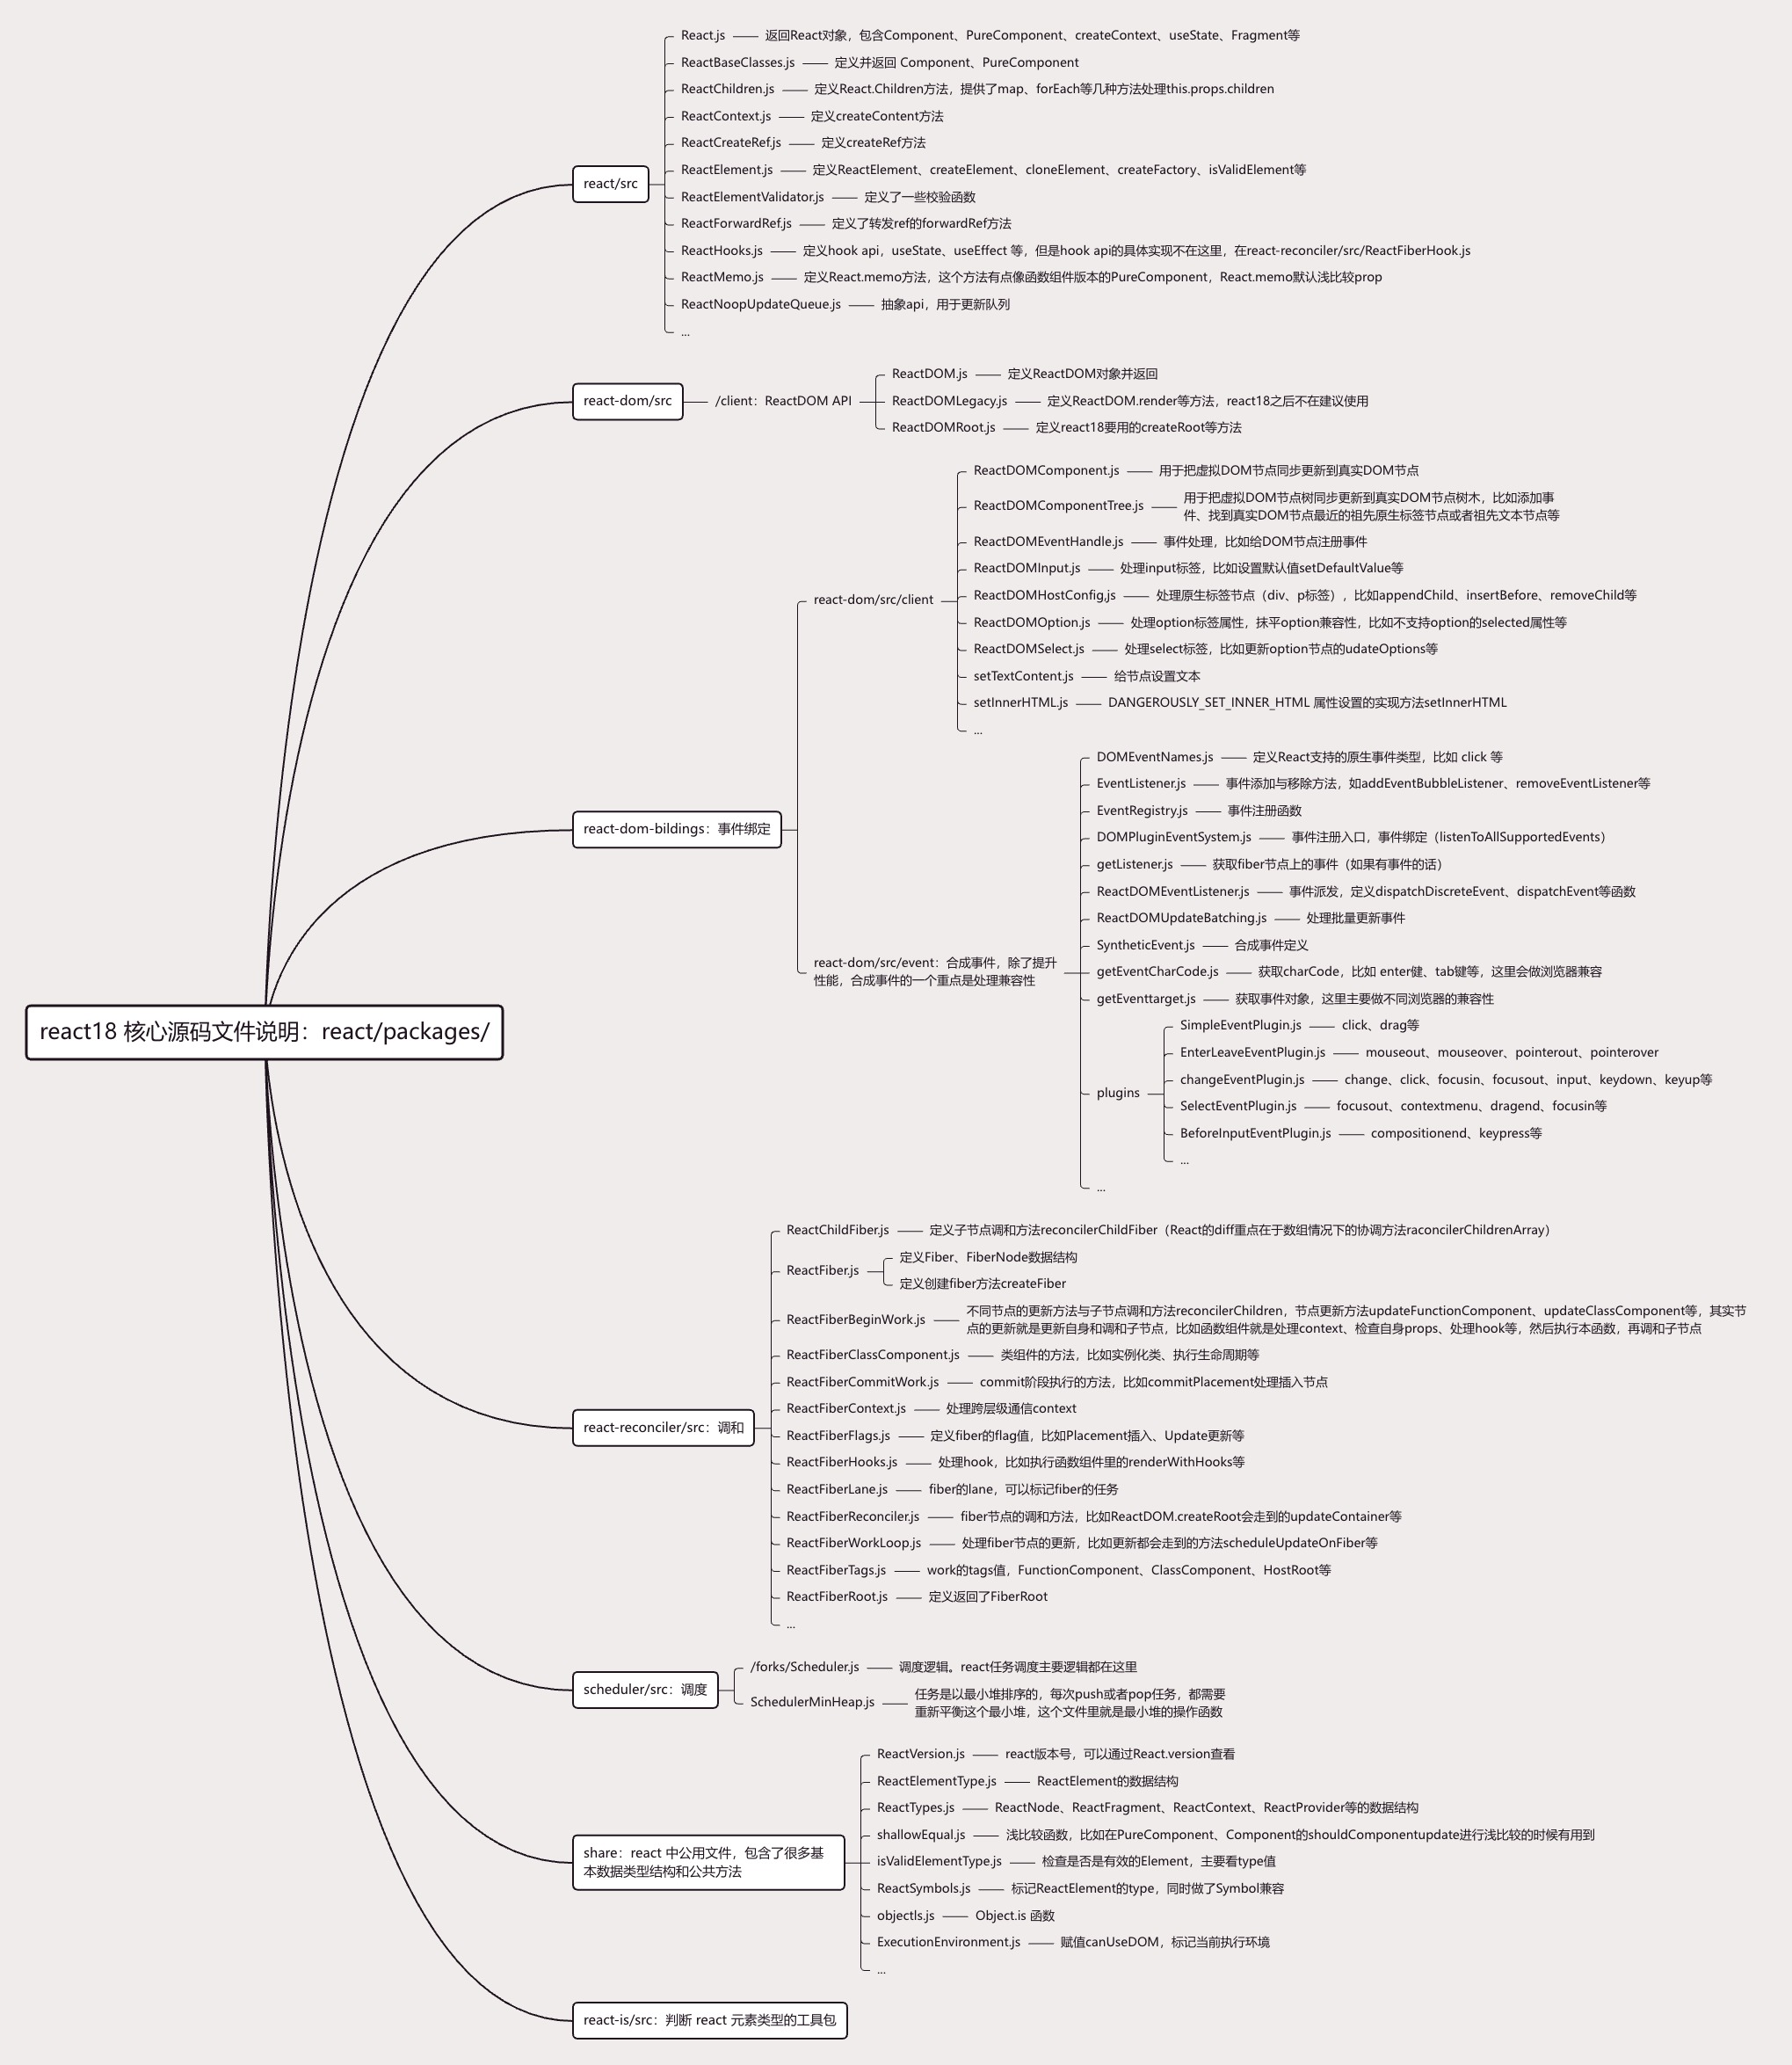 react18 核心源码文件说明：react/packages/
react/src
React.js
返回React对象，包含Component、PureComponent、createContext、useState、Fragment等
ReactBaseClasses.js
定义并返回 Component、PureComponent
ReactChildren.js
定义React.Children方法，提供了map、forEach等几种方法处理this.props.children
ReactContext.js
定义createContent方法
ReactCreateRef.js
定义createRef方法
ReactElement.js
定义ReactElement、createElement、cloneElement、createFactory、isValidElement等
ReactElementValidator.js
定义了一些校验函数
ReactForwardRef.js
定义了转发ref的forwardRef方法
ReactHooks.js
定义hook api，useState、useEffect 等，但是hook api的具体实现不在这里，在react-reconciler/src/ReactFiberHook.js
ReactMemo.js
定义React.memo方法，这个方法有点像函数组件版本的PureComponent，React.memo默认浅比较prop
ReactNoopUpdateQueue.js
抽象api，用于更新队列
...
react-dom/src
/client：ReactDOM API
ReactDOM.js
定义ReactDOM对象并返回
ReactDOMLegacy.js
定义ReactDOM.render等方法，react18之后不在建议使用
ReactDOMRoot.js
定义react18要用的createRoot等方法
react-dom-bildings：事件绑定
react-dom/src/client
ReactDOMComponent.js
用于把虚拟DOM节点同步更新到真实DOM节点
ReactDOMComponentTree.js
用于把虚拟DOM节点树同步更新到真实DOM节点树木，比如添加事
件、找到真实DOM节点最近的祖先原生标签节点或者祖先文本节点等
ReactDOMEventHandle.js
事件处理，比如给DOM节点注册事件
ReactDOMInput.js
处理input标签，比如设置默认值setDefaultValue等
ReactDOMHostConfig,js
处理原生标签节点（div、p标签），比如appendChild、insertBefore、removeChild等
ReactDOMOption.js
处理option标签属性，抹平option兼容性，比如不支持option的selected属性等
ReactDOMSelect.js
处理select标签，比如更新option节点的udateOptions等
setTextContent.js
给节点设置文本
setInnerHTML.js
DANGEROUSLY_SET_INNER_HTML 属性设置的实现方法setInnerHTML
...
react-dom/src/event：合成事件，除了提升
性能，合成事件的一个重点是处理兼容性
DOMEventNames.js
定义React支持的原生事件类型，比如 click 等
EventListener.js
事件添加与移除方法，如addEventBubbleListener、removeEventListener等
EventRegistry.js
事件注册函数
DOMPluginEventSystem.js
事件注册入口，事件绑定（listenToAllSupportedEvents）
getListener.js
获取fiber节点上的事件（如果有事件的话）
ReactDOMEventListener.js
事件派发，定义dispatchDiscreteEvent、dispatchEvent等函数
ReactDOMUpdateBatching.js
处理批量更新事件
SyntheticEvent.js
合成事件定义
getEventCharCode.js
获取charCode，比如 enter健、tab键等，这里会做浏览器兼容
getEventtarget.js
获取事件对象，这里主要做不同浏览器的兼容性
plugins
SimpleEventPlugin.js
click、drag等
EnterLeaveEventPlugin.js
mouseout、mouseover、pointerout、pointerover
changeEventPlugin.js
change、click、focusin、focusout、input、keydown、keyup等
SelectEventPlugin.js
focusout、contextmenu、dragend、focusin等
BeforeInputEventPlugin.js
compositionend、keypress等
...
...
react-reconciler/src：调和
ReactChildFiber.js
定义子节点调和方法reconcilerChildFiber（React的diff重点在于数组情况下的协调方法raconcilerChildrenArray）
ReactFiber.js
定义Fiber、FiberNode数据结构
定义创建fiber方法createFiber
ReactFiberBeginWork.js
不同节点的更新方法与子节点调和方法reconcilerChildren，节点更新方法updateFunctionComponent、updateClassComponent等，其实节
点的更新就是更新自身和调和子节点，比如函数组件就是处理context、检查自身props、处理hook等，然后执行本函数，再调和子节点
ReactFiberClassComponent.js
类组件的方法，比如实例化类、执行生命周期等
ReactFiberCommitWork.js
commit阶段执行的方法，比如commitPlacement处理插入节点
ReactFiberContext.js
处理跨层级通信context
ReactFiberFlags.js
定义fiber的flag值，比如Placement插入、Update更新等
ReactFiberHooks.js
处理hook，比如执行函数组件里的renderWithHooks等
ReactFiberLane.js
fiber的lane，可以标记fiber的任务
ReactFiberReconciler.js
fiber节点的调和方法，比如ReactDOM.createRoot会走到的updateContainer等
ReactFiberWorkLoop.js
处理fiber节点的更新，比如更新都会走到的方法scheduleUpdateOnFiber等
ReactFiberTags.js
work的tags值，FunctionComponent、ClassComponent、HostRoot等
ReactFiberRoot.js
定义返回了FiberRoot
...
scheduler/src：调度
/forks/Scheduler.js
调度逻辑。react任务调度主要逻辑都在这里
SchedulerMinHeap.js
任务是以最小堆排序的，每次push或者pop任务，都需要
重新平衡这个最小堆，这个文件里就是最小堆的操作函数
share：react 中公用文件，包含了很多基
本数据类型结构和公共方法
ReactVersion.js
react版本号，可以通过React.version查看
ReactElementType.js
ReactElement的数据结构
ReactTypes.js
ReactNode、ReactFragment、ReactContext、ReactProvider等的数据结构
shallowEqual.js
浅比较函数，比如在PureComponent、Component的shouldComponentupdate进行浅比较的时候有用到
isValidElementType.js
检查是否是有效的Element，主要看type值
ReactSymbols.js
标记ReactElement的type，同时做了Symbol兼容
objectIs.js
Object.is 函数
ExecutionEnvironment.js
赋值canUseDOM，标记当前执行环境
...
react-is/src：判断 react 元素类型的工具包